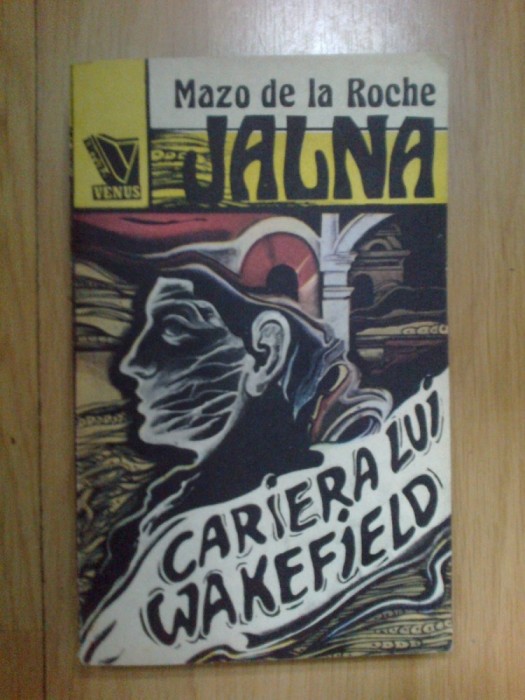 Mazo de la Roche
JALNA
VENUS
CARiERA LUi
WAKEFiELD